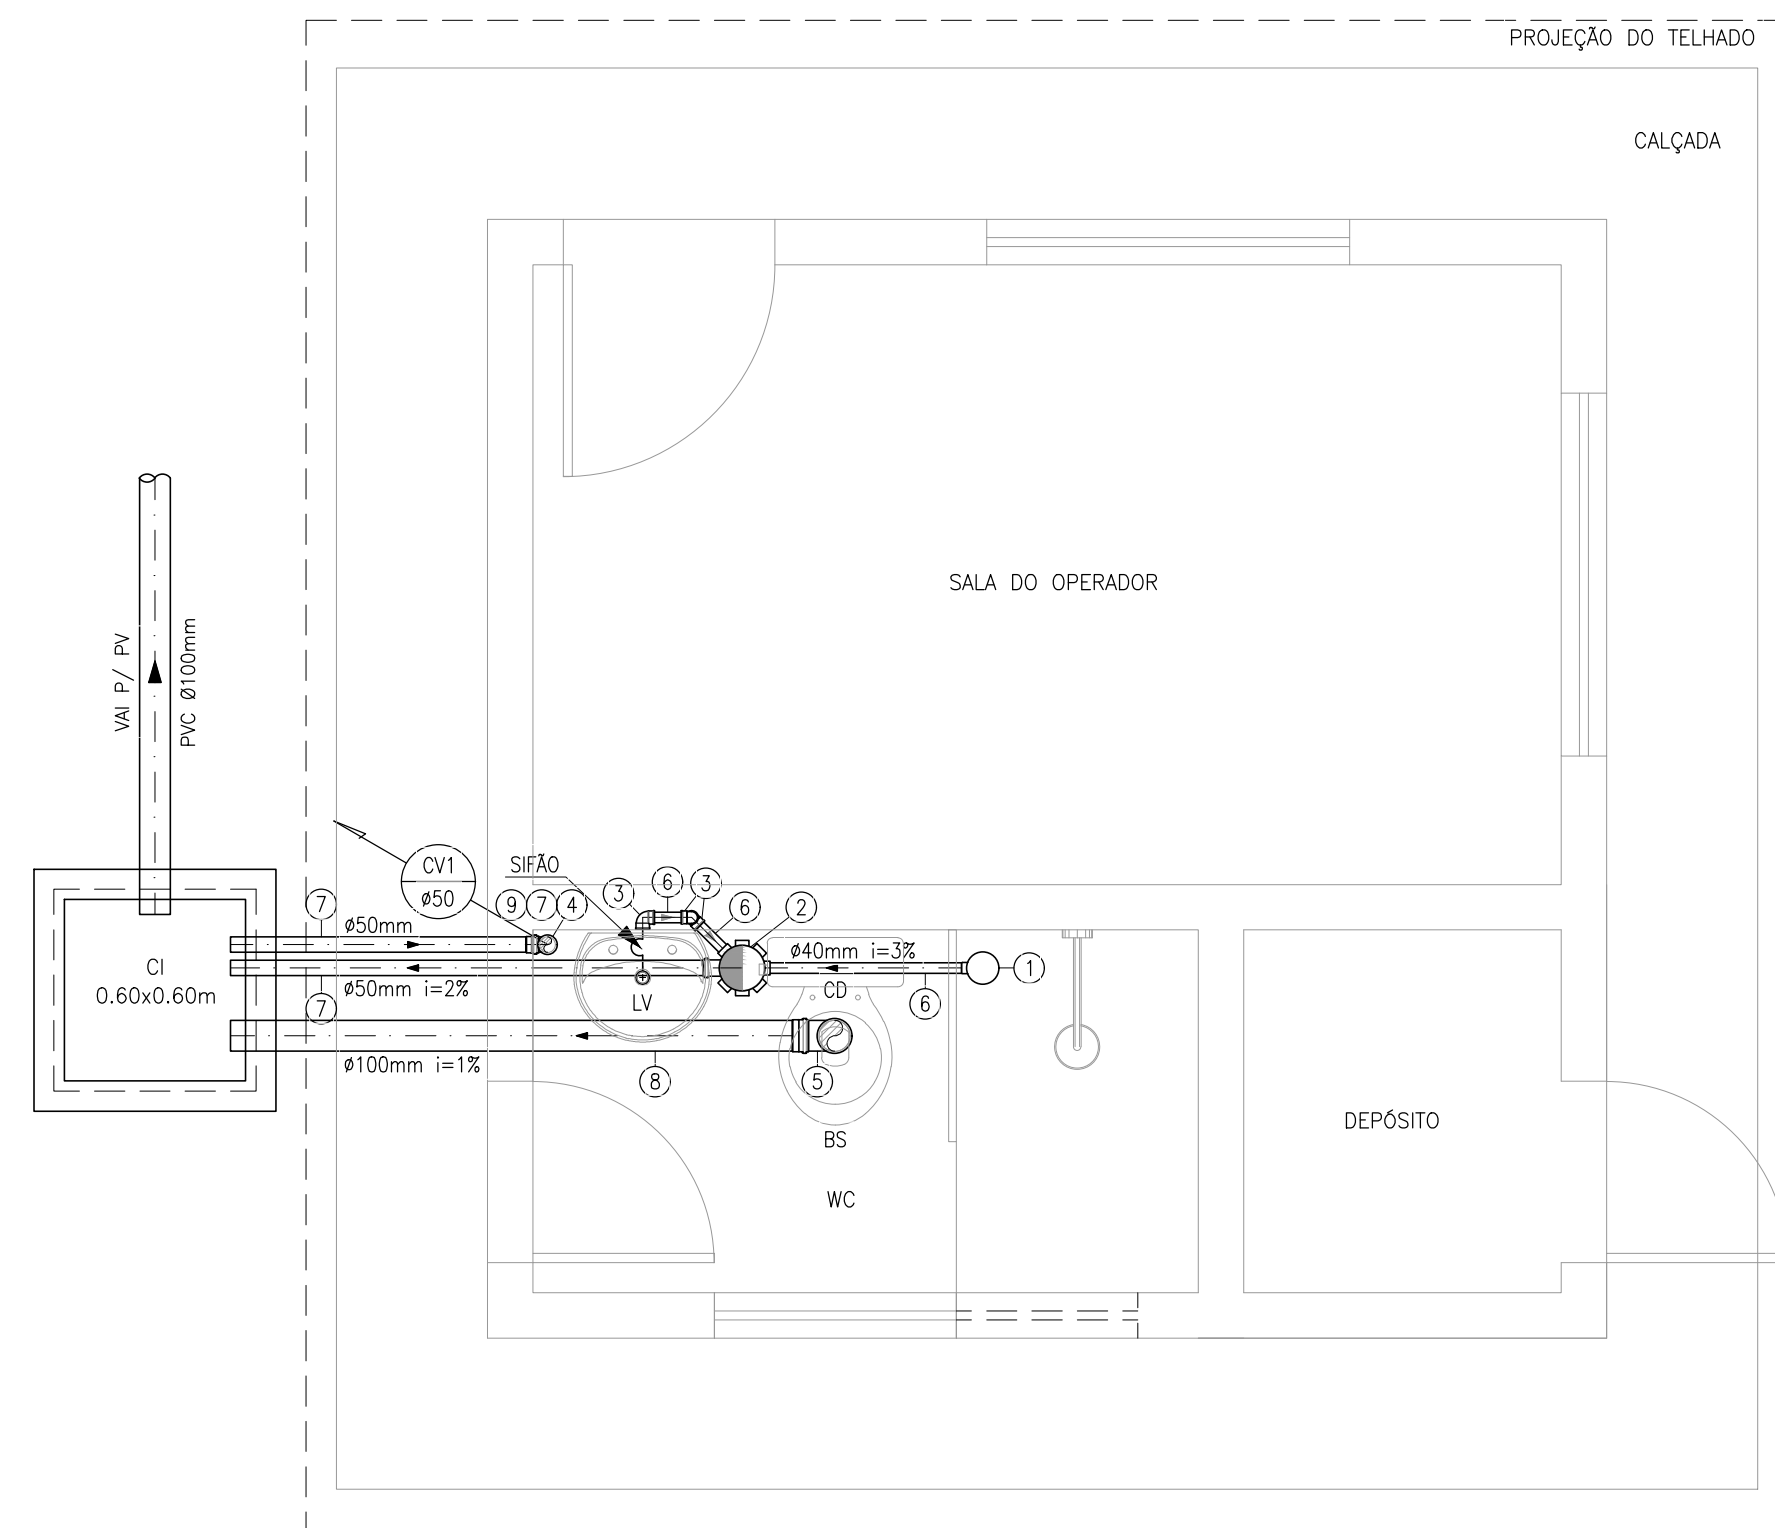 PROJEÇÃO DO TELHADO
CALÇADA
SALA DO OPERADOR
VAI P/ PV
PVC Ø100mm
CV1
ø50
SIFÃO
3
6
3
7
9
7
4
6
2
ø50mm
ø40mm i=3%
1
CI
0.60x0.60m
ø50mm i=2%
7
LV
CD
6
ø100mm i=1%
8
5
DEPÓSITO
BS
WC